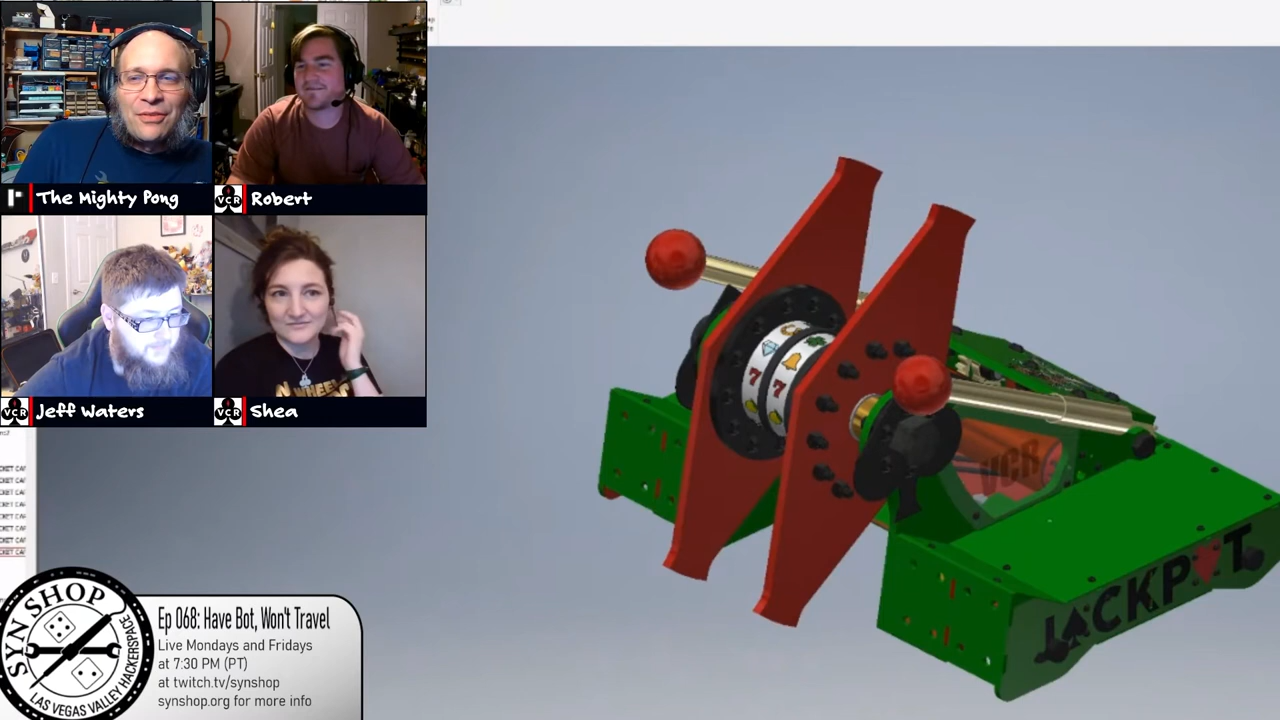 The Mighty Pong
VCR
Robert
VCR
Jeff Waters
VCR
Shea
7 7
VCR
JACKPOT
SYN SHOP
LAS VEGAS VALLEY HACKERSPACE
Ep 068: Have Bot, Won't Travel
Live Mondays and Fridays
at 7:30 PM (PT)
at twitch.tv/synshop
synshop.org for more info